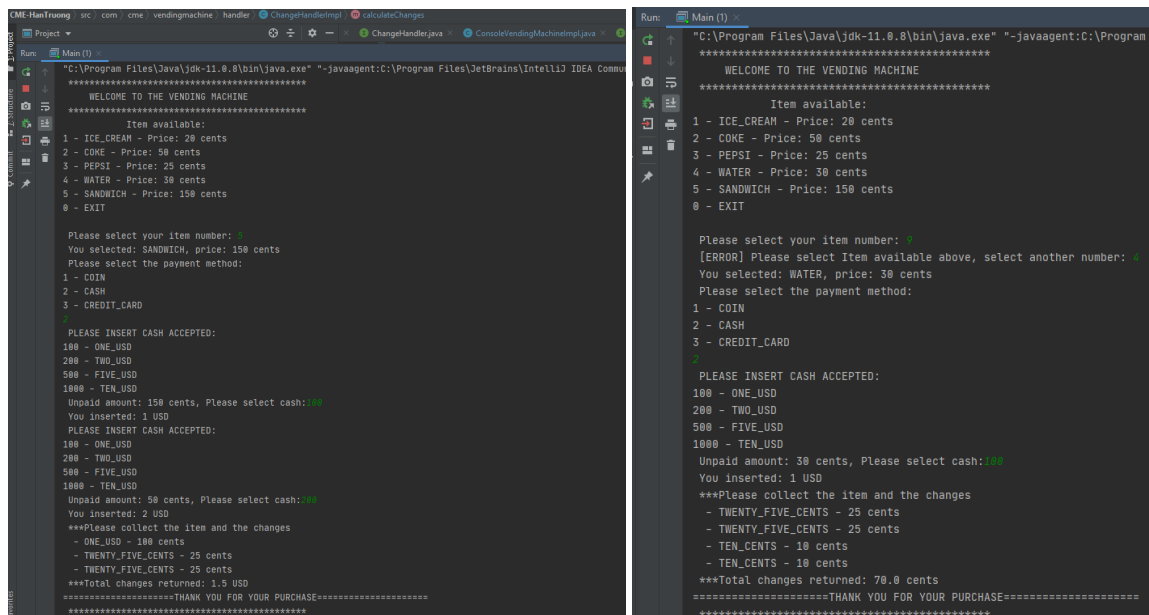 CME-HanTruong src com cme vendingmachine handler ChangeHandlerImpl calculateChanges
Project
ChangeHandler.java
ConsoleVendingMachineImpl.java
Run: Main (1)
"C:\Program Files\Java\jdk-11.0.8\bin\java.exe" "-javaagent:C:\Program Files\JetBrains\IntelliJ IDEA Commu
*********************************************
WELCOME TO THE VENDING MACHINE
*********************************************
Item available:
1 - ICE_CREAM - Price: 20 cents
2 - COKE - Price: 50 cents
3 - PEPSI - Price: 25 cents
4 - WATER - Price: 30 cents
5 - SANDWICH - Price: 150 cents
0 - EXIT
Please select your item number: 5
You selected: SANDWICH, price: 150 cents
Please select the payment method:
1 - COIN
2 - CASH
3 - CREDIT_CARD
2
PLEASE INSERT CASH ACCEPTED:
100 - ONE_USD
200 - TWO_USD
500 - FIVE_USD
1000 - TEN_USD
Unpaid amount: 150 cents, Please select cash:100
You inserted: 1 USD
PLEASE INSERT CASH ACCEPTED:
100 - ONE_USD
200 - TWO_USD
500 - FIVE_USD
1000 - TEN_USD
Unpaid amount: 50 cents, Please select cash:200
You inserted: 2 USD
***Please collect the item and the changes
- ONE_USD - 100 cents
- TWENTY_FIVE_CENTS - 25 cents
- TWENTY_FIVE_CENTS - 25 cents
***Total changes returned: 1.5 USD
=====================THANK YOU FOR YOUR PURCHASE=====================
*********************************************
1: Project
Z: Structure
Commit
Run: Main (1)
"C:\Program Files\Java\jdk-11.0.8\bin\java.exe" "-javaagent:C:\Program
*********************************************
WELCOME TO THE VENDING MACHINE
*********************************************
Item available:
1 - ICE_CREAM - Price: 20 cents
2 - COKE - Price: 50 cents
3 - PEPSI - Price: 25 cents
4 - WATER - Price: 30 cents
5 - SANDWICH - Price: 150 cents
0 - EXIT
Please select your item number: 9
[ERROR] Please select Item available above, select another number: 4
You selected: WATER, price: 30 cents
Please select the payment method:
1 - COIN
2 - CASH
3 - CREDIT_CARD
2
PLEASE INSERT CASH ACCEPTED:
100 - ONE_USD
200 - TWO_USD
500 - FIVE_USD
1000 - TEN_USD
Unpaid amount: 30 cents, Please select cash:100
You inserted: 1 USD
***Please collect the item and the changes
- TWENTY_FIVE_CENTS - 25 cents
- TWENTY_FIVE_CENTS - 25 cents
- TEN_CENTS - 10 cents
- TEN_CENTS - 10 cents
***Total changes returned: 70.0 cents
=====================THANK YOU FOR YOUR PURCHASE=====================
*********************************************